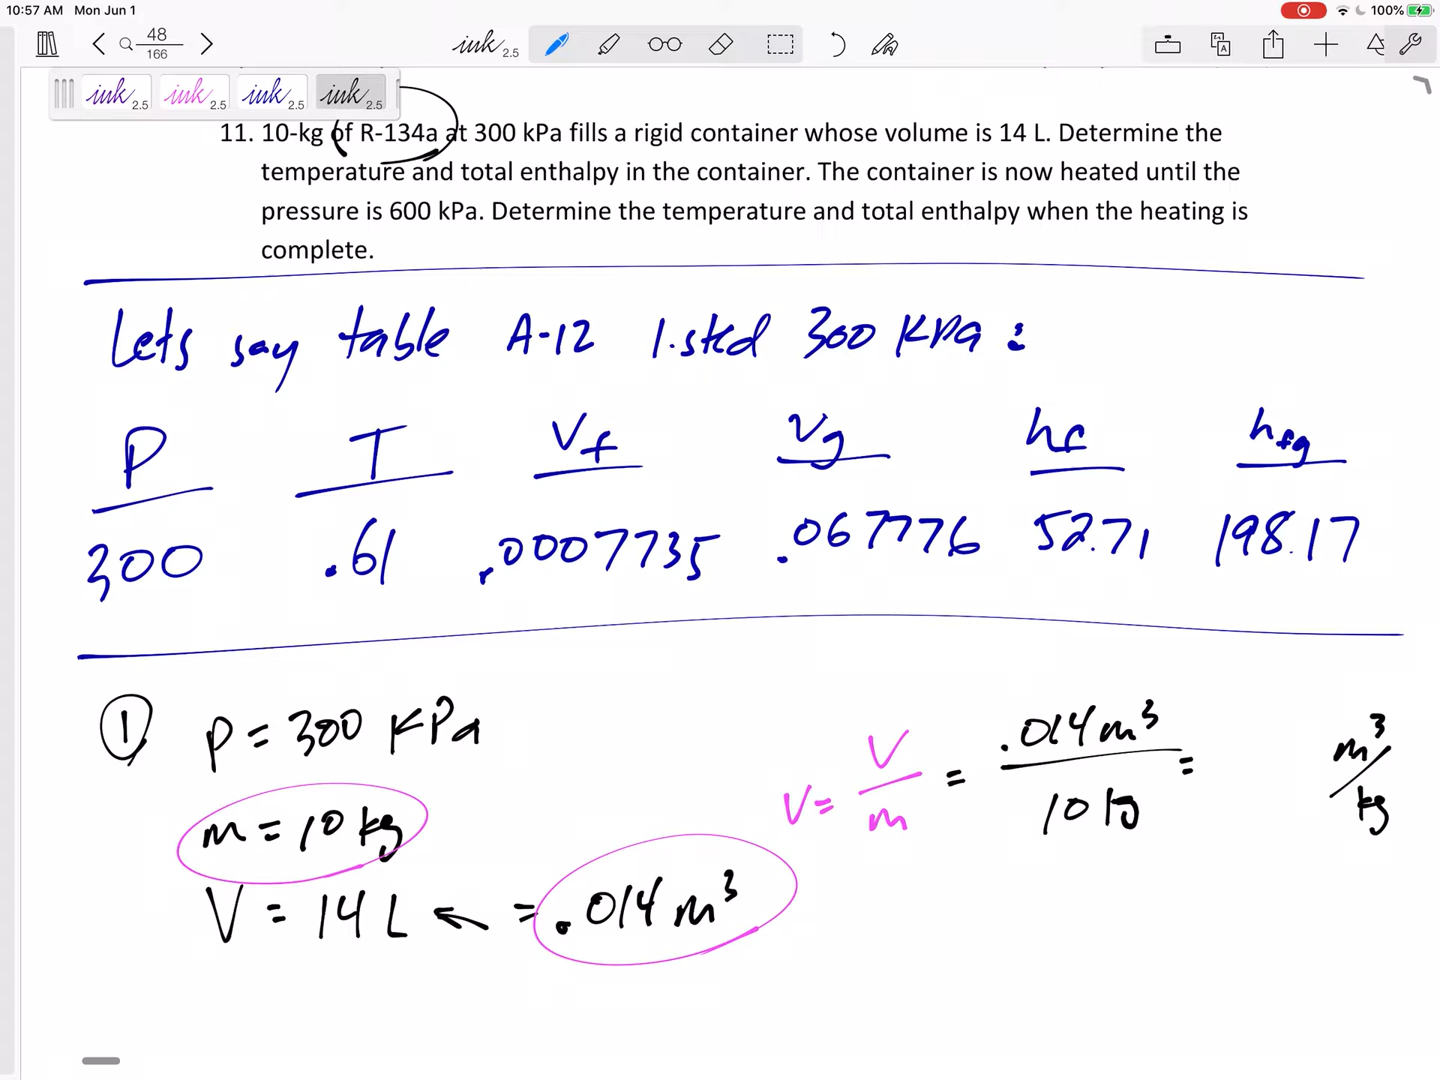 10:57 AM Mon Jun 1
100%
48
166
ink 2.5
ink 2.5 ink 2.5 ink 2.5 ink 2.5
11. 10-kg of R-134a at 300 kPa fills a rigid container whose volume is 14 L. Determine the
temperature and total enthalpy in the container. The container is now heated until the
pressure is 600 kPa. Determine the temperature and total enthalpy when the heating is
complete.
Lets say table A-12 listed 300 KPa :
P T Vf Vg hf hfg
300 .61 .0007735 .067776 52.71 198.17
① P = 300 KPa
m = 10 kg
V = 14 L ← = .014 m³
v = V/m = .014 m³/10 kg = m³/kg